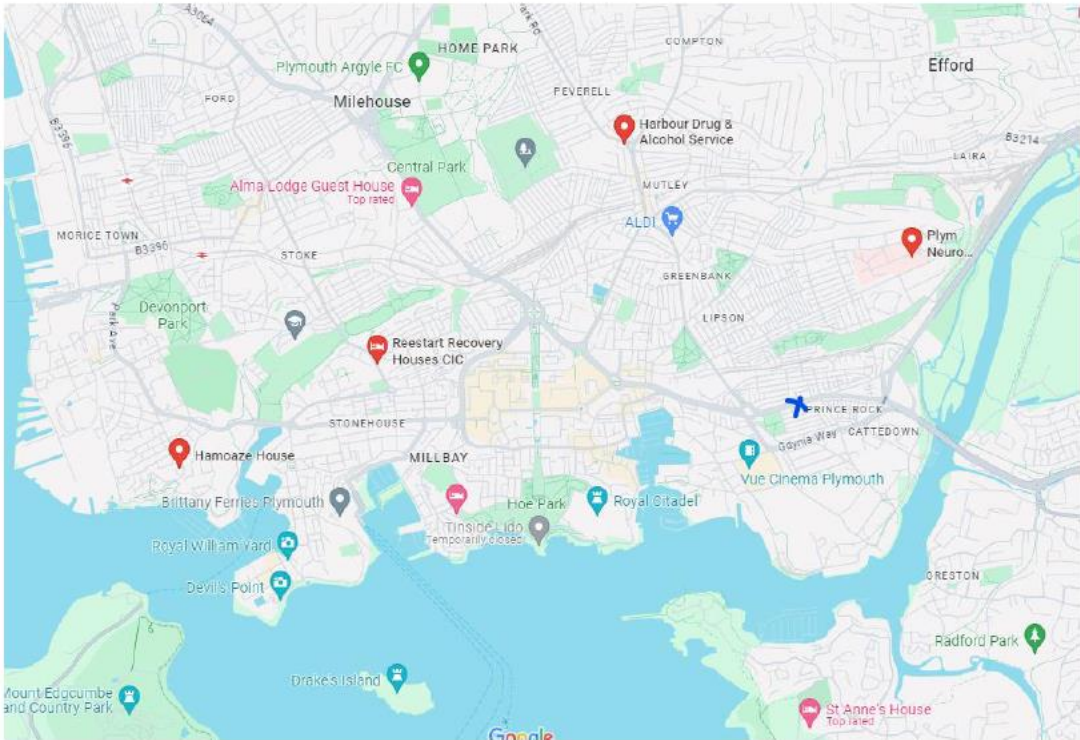 A3064
HOME PARK
Park Rd
COMPTON
Plymouth Argyle FC
Efford
PEVERELL
FORD
Milehouse
B3396
Harbour Drug &
Alcohol Service
B3214
LAIRA
Central Park
Alma Lodge Guest House
Top rated
MUTLEY
ALDI
MORICE TOWN
B3396
STOKE
Plym
Neuro...
GREENBANK
Devonport
Park
LIPSON
Park Ave
Reestart Recovery
Houses CIC
PRINCE ROCK
STONEHOUSE
Gdynia Way
CATTEDOWN
Hamoaze House
MILLBAY
Vue Cinema Plymouth
Brittany Ferries Plymouth
Hoe Park
Royal Citadel
Tinside Lido
Temporarily closed
Royal William Yard
Devil's Point
ORESTON
Radford Park
Drake's Island
Mount Edgcumbe
and Country Park
St Anne's House
Top rated
Google